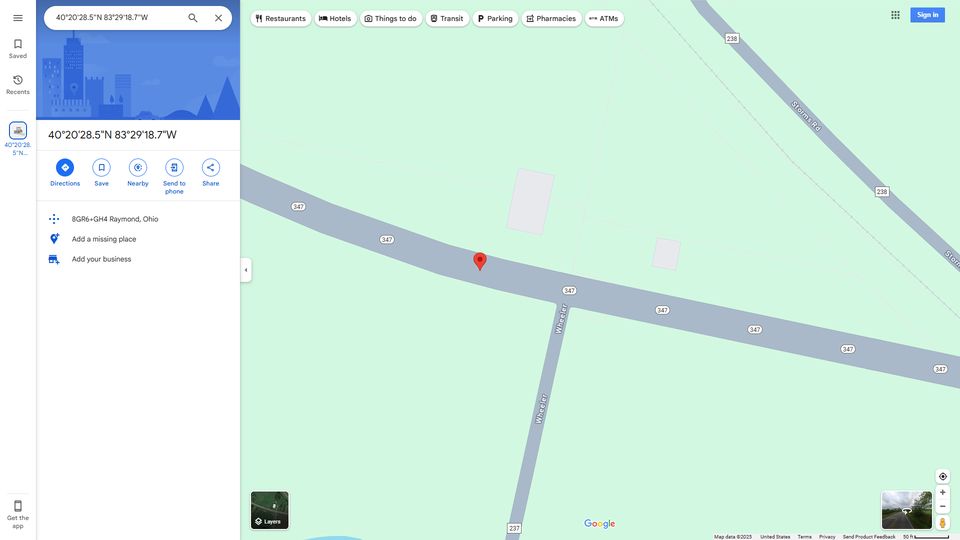 40°20'28.5"N 83°29'18.7"W
Restaurants
Hotels
Things to do
Transit
Parking
Pharmacies
ATMs
Sign in
Saved
Recents
40°20'28.
5"N...
40°20'28.5"N 83°29'18.7"W
Directions
Save
Nearby
Send to
phone
Share
8GR6+GH4 Raymond, Ohio
Add a missing place
Add your business
Get the
app
238
Storms Rd
238
347
347
347
347
347
347
347
Wheeler
Wheeler
237
Layers
Google
Map data ©2025
United States
Terms
Privacy
Send Product Feedback
50 ft